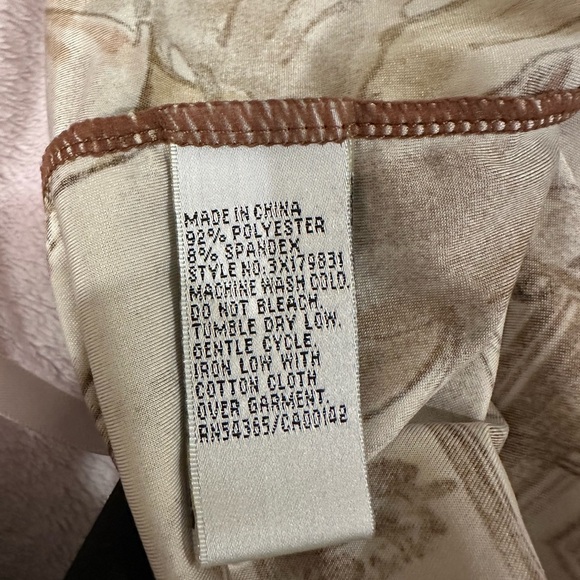 MADE IN CHINA
92% POLYESTER
8% SPANDEX
STYLE NO. 3X179831
MACHINE WASH COLD.
DO NOT BLEACH.
TUMBLE DRY LOW.
GENTLE CYCLE.
IRON LOW WITH
COTTON CLOTH
OVER GARMENT.
RN54365/CA00148